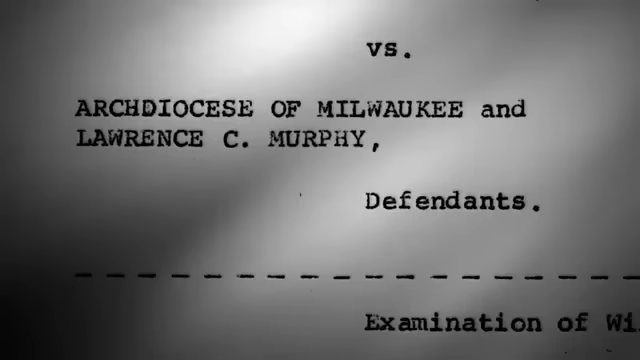 vs.
ARCHDIOCESE OF MILWAUKEE and
LAWRENCE C. MURPHY,
Defendants.
Examination of